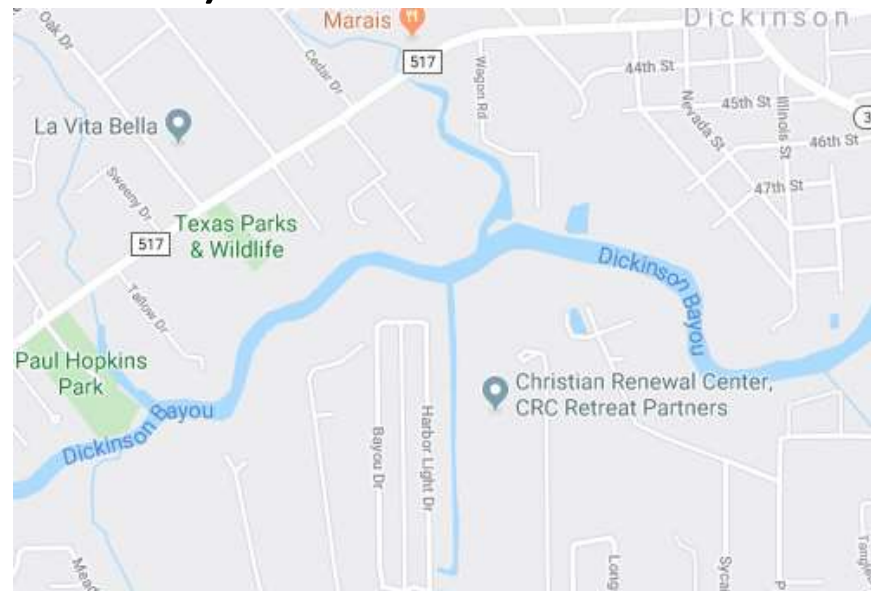 Marais
Dickinson
Oak Dr
Cedar Dr
517
Wagon Rd
44th St
Nevada St
45th St
Illinois St
3
46th St
La Vita Bella
47th St
Sweeny Dr
Texas Parks
& Wildlife
517
Dickinson Bayou
Tallow Dr
Paul Hopkins
Park
Christian Renewal Center,
CRC Retreat Partners
Dickinson Bayou
Bayou Dr
Harbor Light Dr
Long